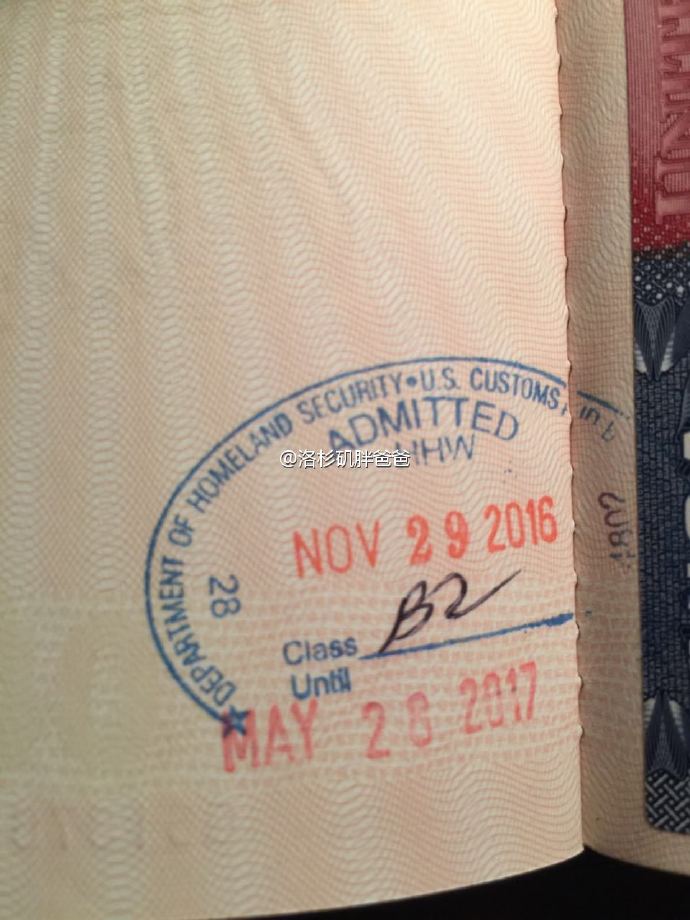 DEPARTMENT OF HOMELAND SECURITY • U.S. CUSTOMS
ADMITTED
@洛杉矶胖爸爸
NOV 29 2016
28
Class B2
Until
MAY 28 2017
UNITE